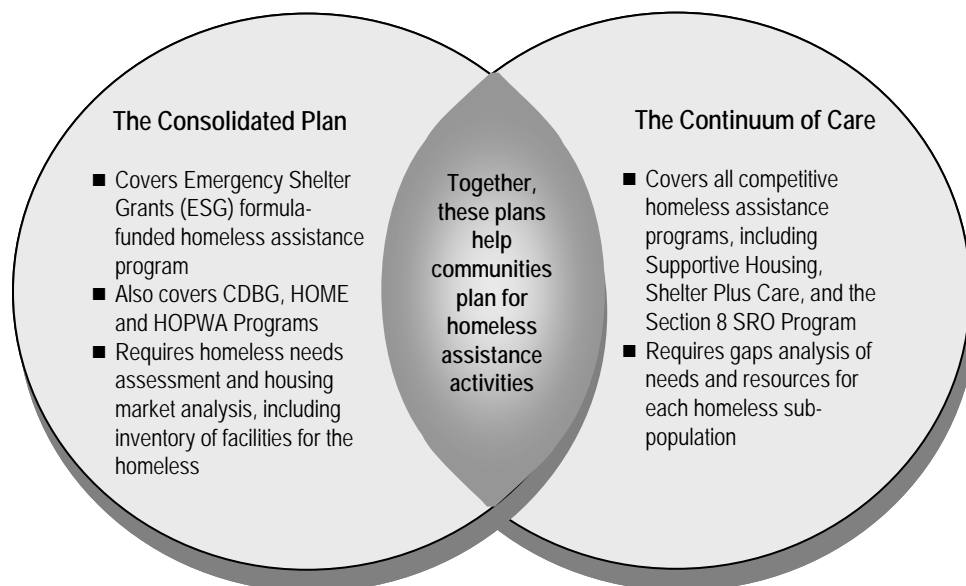 The Consolidated Plan
■ Covers Emergency Shelter
Grants (ESG) formula-
funded homeless assistance
program
■ Also covers CDBG, HOME
and HOPWA Programs
■ Requires homeless needs
assessment and housing
market analysis, including
inventory of facilities for the
homeless
Together,
these plans
help
communities
plan for
homeless
assistance
activities
The Continuum of Care
■ Covers all competitive
homeless assistance
programs, including
Supportive Housing,
Shelter Plus Care, and the
Section 8 SRO Program
■ Requires gaps analysis of
needs and resources for
each homeless sub-
population